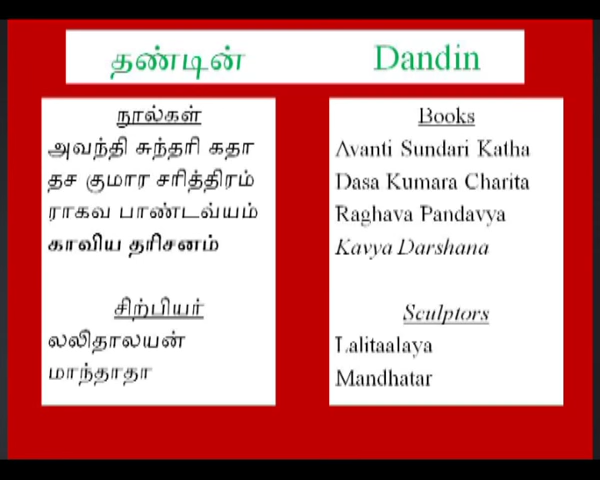 தண்டின்
Dandin
நூல்கள்
அவந்தி சுந்தரி கதா
தச குமார சரித்திரம்
ராகவ பாண்டவ்யம்
காவிய தரிசனம்
சிற்பியர்
லலிதாலயன்
மாந்தாதா
Books
Avanti Sundari Katha
Dasa Kumara Charita
Raghava Pandavya
Kavya Darshana
Sculptors
Lalitaalaya
Mandhatar